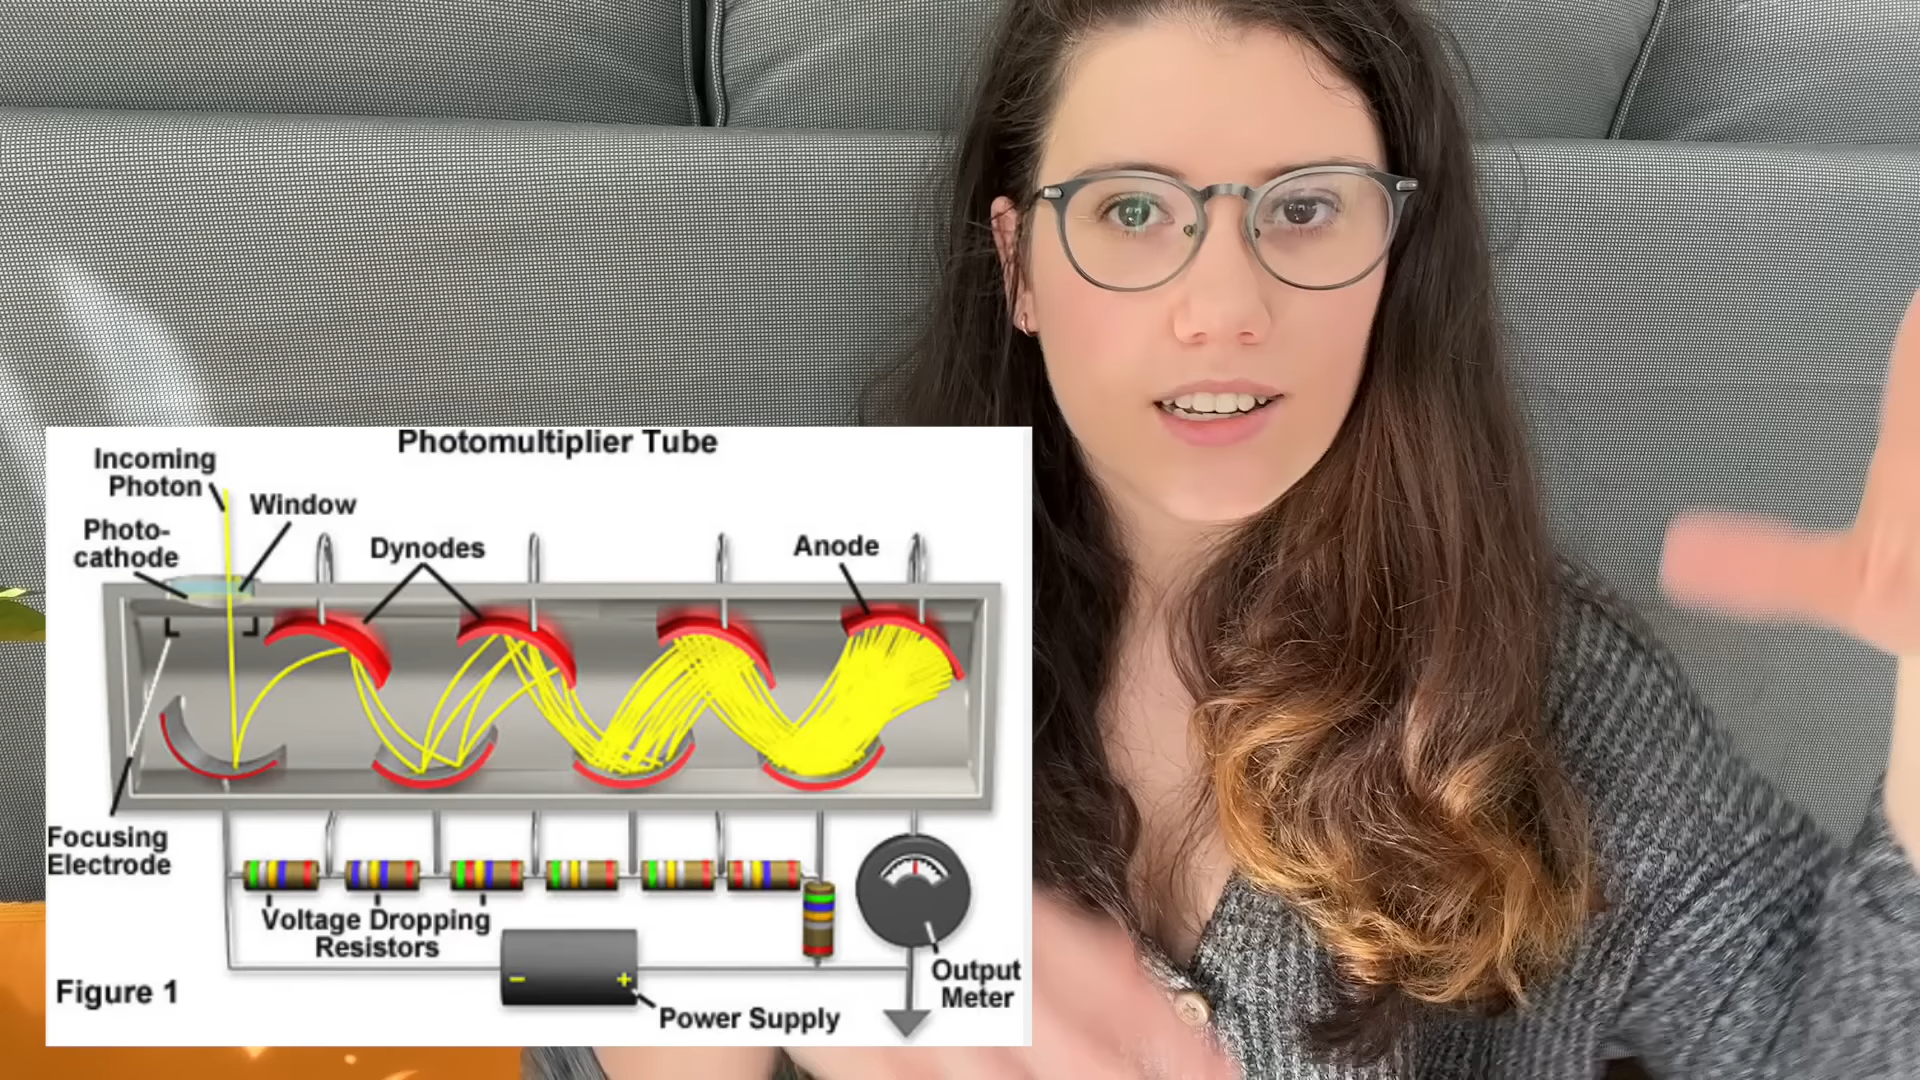 Photomultiplier Tube
Incoming
Photon
Window
Photo-
cathode
Dynodes
Anode
Focusing
Electrode
Voltage Dropping
Resistors
Figure 1
- +
Power Supply
Output
Meter